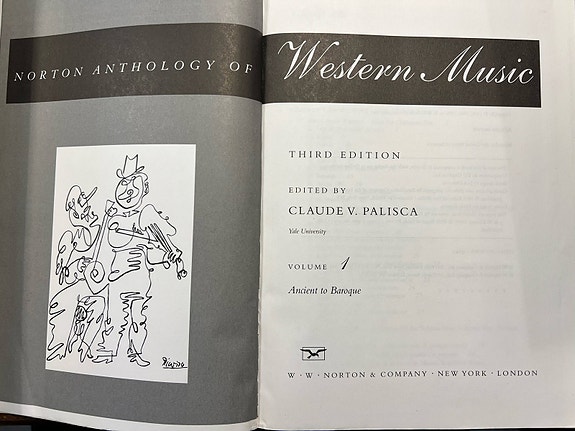 NORTON ANTHOLOGY OF Western Music
THIRD EDITION
EDITED BY
CLAUDE V. PALISCA
Yale University
VOLUME 1
Ancient to Baroque
W · W · NORTON & COMPANY · NEW YORK · LONDON
Picasso